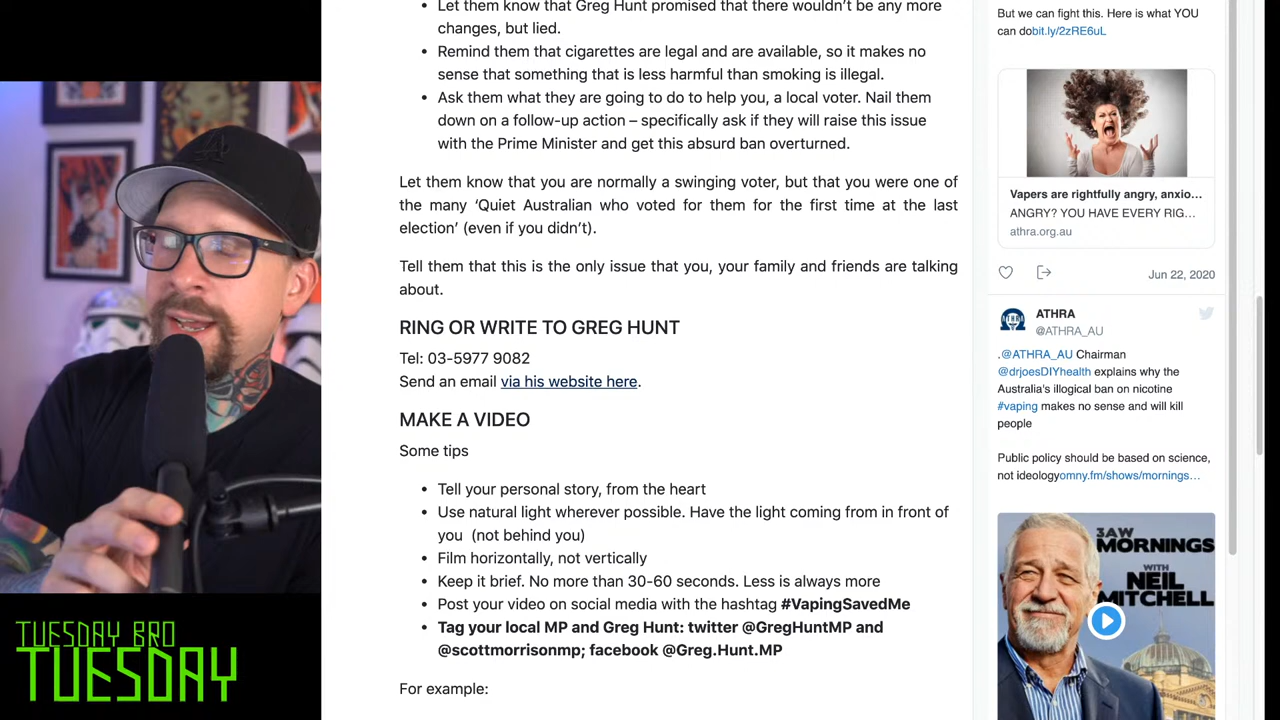 Let them know that Greg Hunt promised that there wouldn't be any more
changes, but lied.
Remind them that cigarettes are legal and are available, so it makes no
sense that something that is less harmful than smoking is illegal.
Ask them what they are going to do to help you, a local voter. Nail them
down on a follow-up action – specifically ask if they will raise this issue
with the Prime Minister and get this absurd ban overturned.
Let them know that you are normally a swinging voter, but that you were one of
the many 'Quiet Australian who voted for them for the first time at the last
election' (even if you didn't).
Tell them that this is the only issue that you, your family and friends are talking
about.
RING OR WRITE TO GREG HUNT
Tel: 03-5977 9082
Send an email via his website here.
MAKE A VIDEO
Some tips
Tell your personal story, from the heart
Use natural light wherever possible. Have the light coming from in front of
you (not behind you)
Film horizontally, not vertically
Keep it brief. No more than 30-60 seconds. Less is always more
Post your video on social media with the hashtag #VapingSavedMe
Tag your local MP and Greg Hunt: twitter @GregHuntMP and
@scottmorrisonmp; facebook @Greg.Hunt.MP
For example:
But we can fight this. Here is what YOU
can dobit.ly/2zRE6uL
Vapers are rightfully angry, anxio...
ANGRY? YOU HAVE EVERY RIG...
athra.org.au
Jun 22, 2020
ATHRA
@ATHRA_AU
.@ATHRA_AU Chairman
@drjoesDIYhealth explains why the
Australia's illogical ban on nicotine
#vaping makes no sense and will kill
people
Public policy should be based on science,
not ideologyomny.fm/shows/mornings...
3AW
MORNINGS
WITH
NEIL
MITCHELL
TUESDAY BRO
TUESDAY